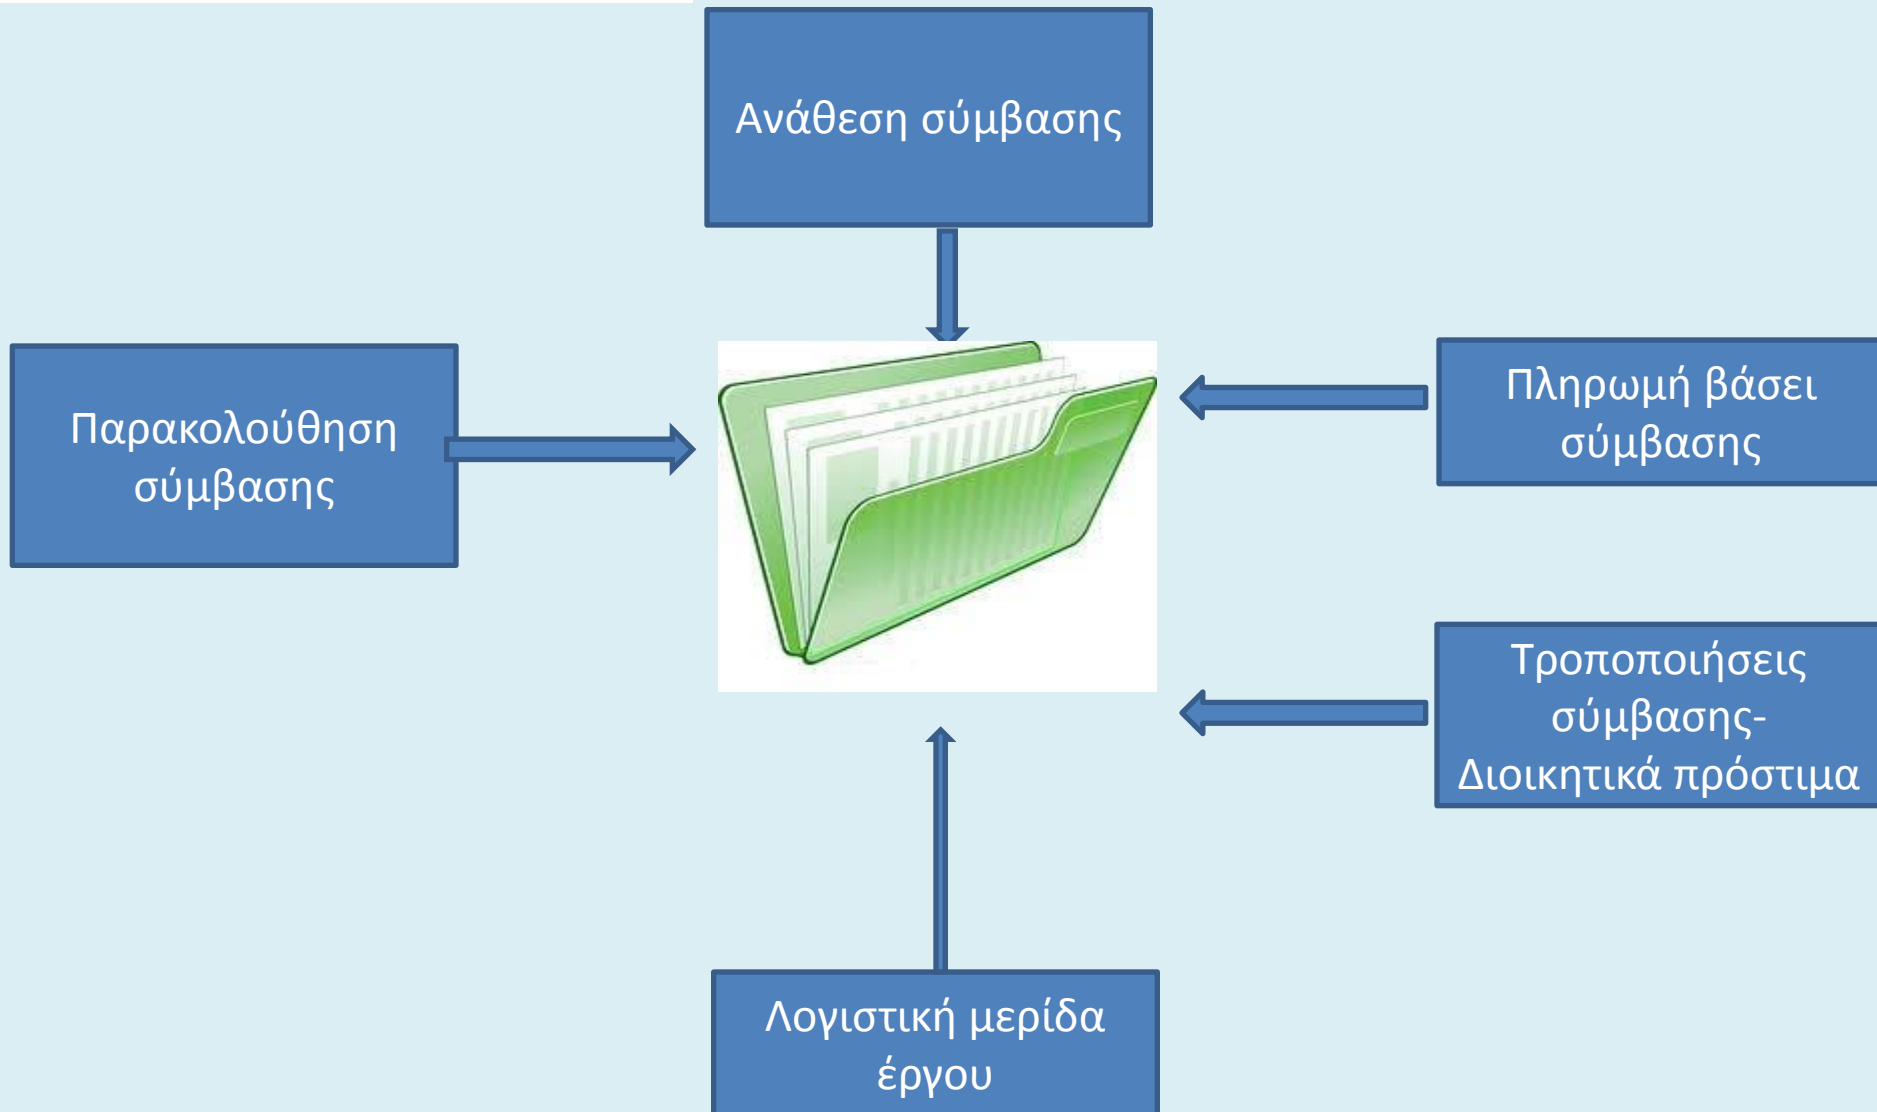 Ανάθεση σύμβασης
Παρακολούθηση
σύμβασης
Πληρωμή βάσει
σύμβασης
Τροποποιήσεις
σύμβασης-
Διοικητικά πρόστιμα
Λογιστική μερίδα
έργου